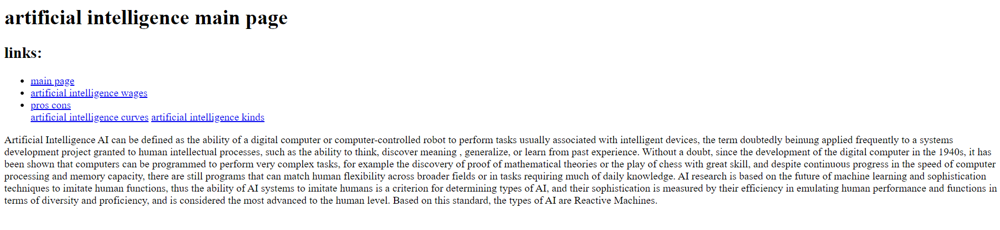 artificial intelligence main page
links:
main page
artificial intelligence wages
pros cons
artificial intelligence curves artificial intelligence kinds
Artificial Intelligence AI can be defined as the ability of a digital computer or computer-controlled robot to perform tasks usually associated with intelligent devices, the term doubtedly beinung applied frequently to a systems
development project granted to human intellectual processes, such as the ability to think, discover meaning , generalize, or learn from past experience. Without a doubt, since the development of the digital computer in the 1940s, it has
been shown that computers can be programmed to perform very complex tasks, for example the discovery of proof of mathematical theories or the play of chess with great skill, and despite continuous progress in the speed of computer
processing and memory capacity, there are still programs that can match human flexibility across broader fields or in tasks requiring much of daily knowledge. AI research is based on the future of machine learning and sophistication
techniques to imitate human functions, thus the ability of AI systems to imitate humans is a criterion for determining types of AI, and their sophistication is measured by their efficiency in emulating human performance and functions in
terms of diversity and proficiency, and is considered the most advanced to the human level. Based on this standard, the types of AI are Reactive Machines.